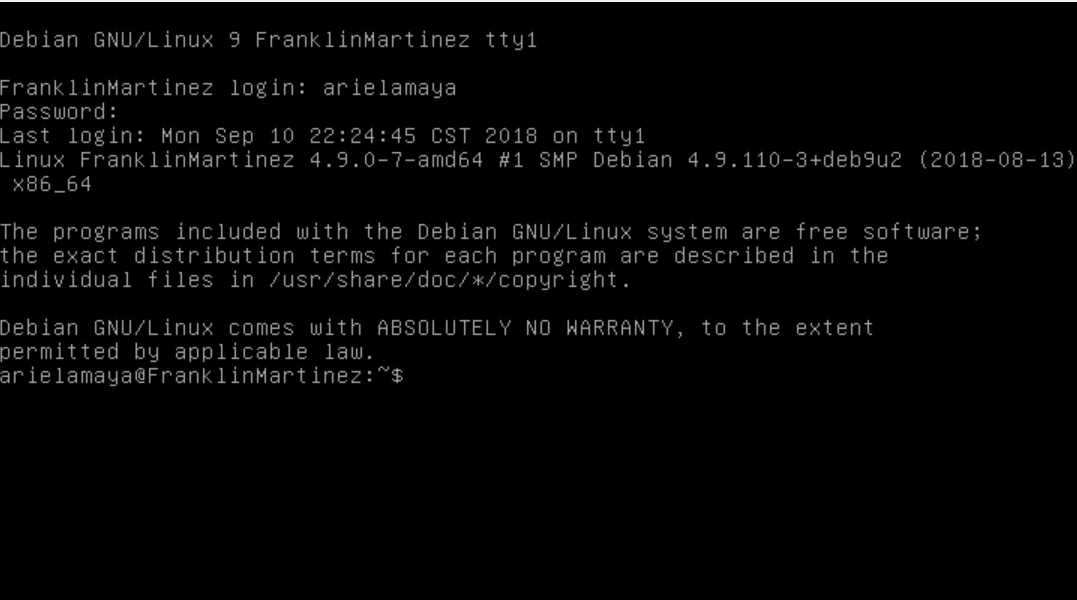 Debian GNU/Linux 9 FranklinMartinez tty1
FranklinMartinez login: arielamaya
Password:
Last login: Mon Sep 10 22:24:45 CST 2018 on tty1
Linux FranklinMartinez 4.9.0-7-amd64 #1 SMP Debian 4.9.110-3+deb9u2 (2018-08-13)
x86_64
The programs included with the Debian GNU/Linux system are free software;
the exact distribution terms for each program are described in the
individual files in /usr/share/doc/*/copyright.
Debian GNU/Linux comes with ABSOLUTELY NO WARRANTY, to the extent
permitted by applicable law.
arielamaya@FranklinMartinez:~$